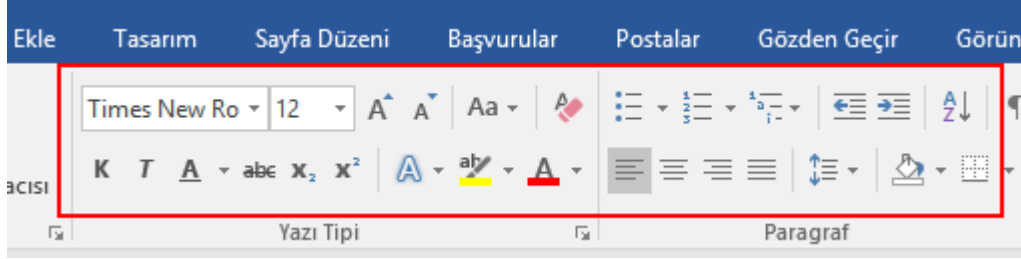 Ekle Tasarım Sayfa Düzeni Başvurular Postalar Gözden Geçir Görün
Times New Ro 12 A A Aa A
K T A abc x₂ x² A ab A
acısı
Yazı Tipi Paragraf